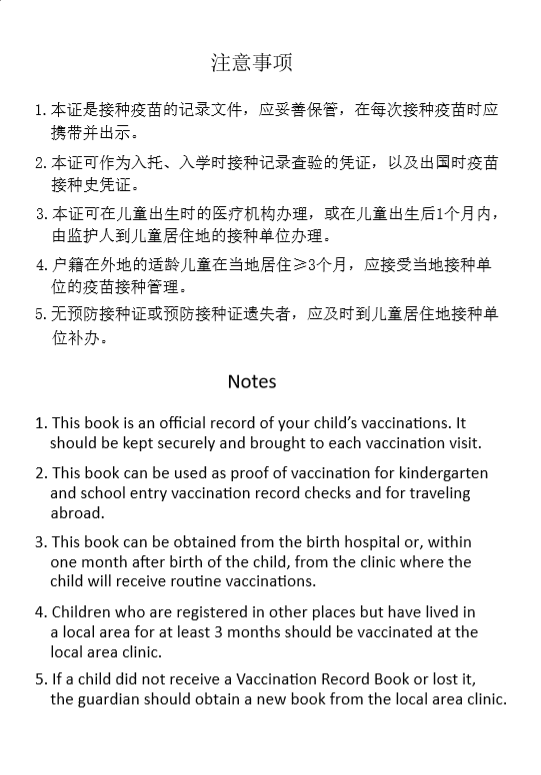 注意事项
1. 本证是接种疫苗的记录文件，应妥善保管，在每次接种疫苗时应
携带并出示。
2. 本证可作为入托、入学时接种记录查验的凭证，以及出国时疫苗
接种史凭证。
3. 本证可在儿童出生时的医疗机构办理，或在儿童出生后1个月内，
由监护人到儿童居住地的接种单位办理。
4. 户籍在外地的适龄儿童在当地居住≥3个月，应接受当地接种单
位的疫苗接种管理。
5. 无预防接种证或预防接种证遗失者，应及时到儿童居住地接种单
位补办。
Notes
1. This book is an official record of your child’s vaccinations. It
should be kept securely and brought to each vaccination visit.
2. This book can be used as proof of vaccination for kindergarten
and school entry vaccination record checks and for traveling
abroad.
3. This book can be obtained from the birth hospital or, within
one month after birth of the child, from the clinic where the
child will receive routine vaccinations.
4. Children who are registered in other places but have lived in
a local area for at least 3 months should be vaccinated at the
local area clinic.
5. If a child did not receive a Vaccination Record Book or lost it,
the guardian should obtain a new book from the local area clinic.